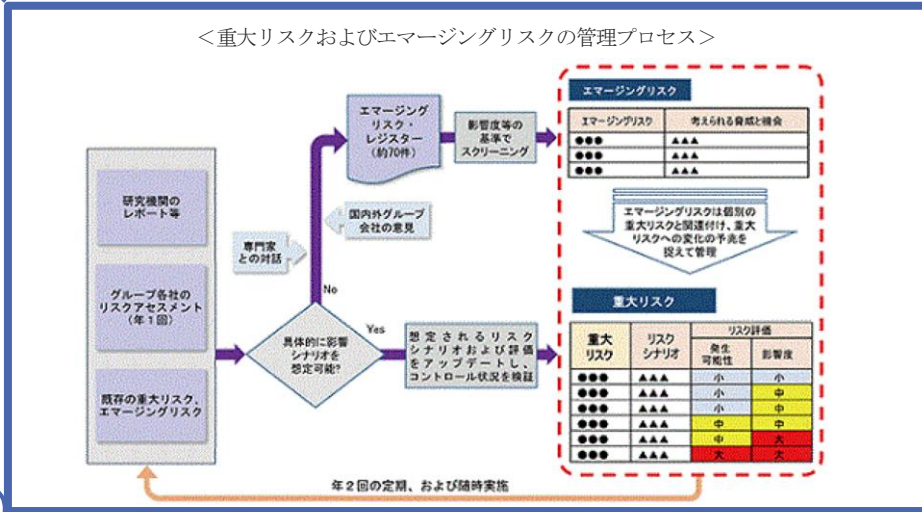 ＜重大リスクおよびエマージングリスクの管理プロセス＞
研究機関の
レポート等
グループ各社の
リスクアセスメント
（年１回）
既存の重大リスク、
エマージングリスク
具体的に影響
シナリオを
想定可能?
No
Yes
専門家
との対話
国内外グループ
会社の意見
エマージング
リスク・
レジスター
（約70件）
影響度等の
基準で
スクリーニング
想定されるリスク
シナリオおよび評価
をアップデートし、
コントロール状況を検証
エマージングリスク
エマージングリスク 考えられる脅威と機会
●●● ▲▲▲
●●● ▲▲▲
●●● ▲▲▲
エマージングリスクは個別の
重大リスクと関連付け、重大
リスクへの変化の予兆を
捉えて管理
重大リスク
重大
リスク
リスク
シナリオ
リスク評価
発生
可能性
影響度
●●● ▲▲▲ 小 小
●●● ▲▲▲ 小 中
●●● ▲▲▲ 小 中
●●● ▲▲▲ 中 中
●●● ▲▲▲ 中 大
●●● ▲▲▲ 大 大
年２回の定期、および随時実施